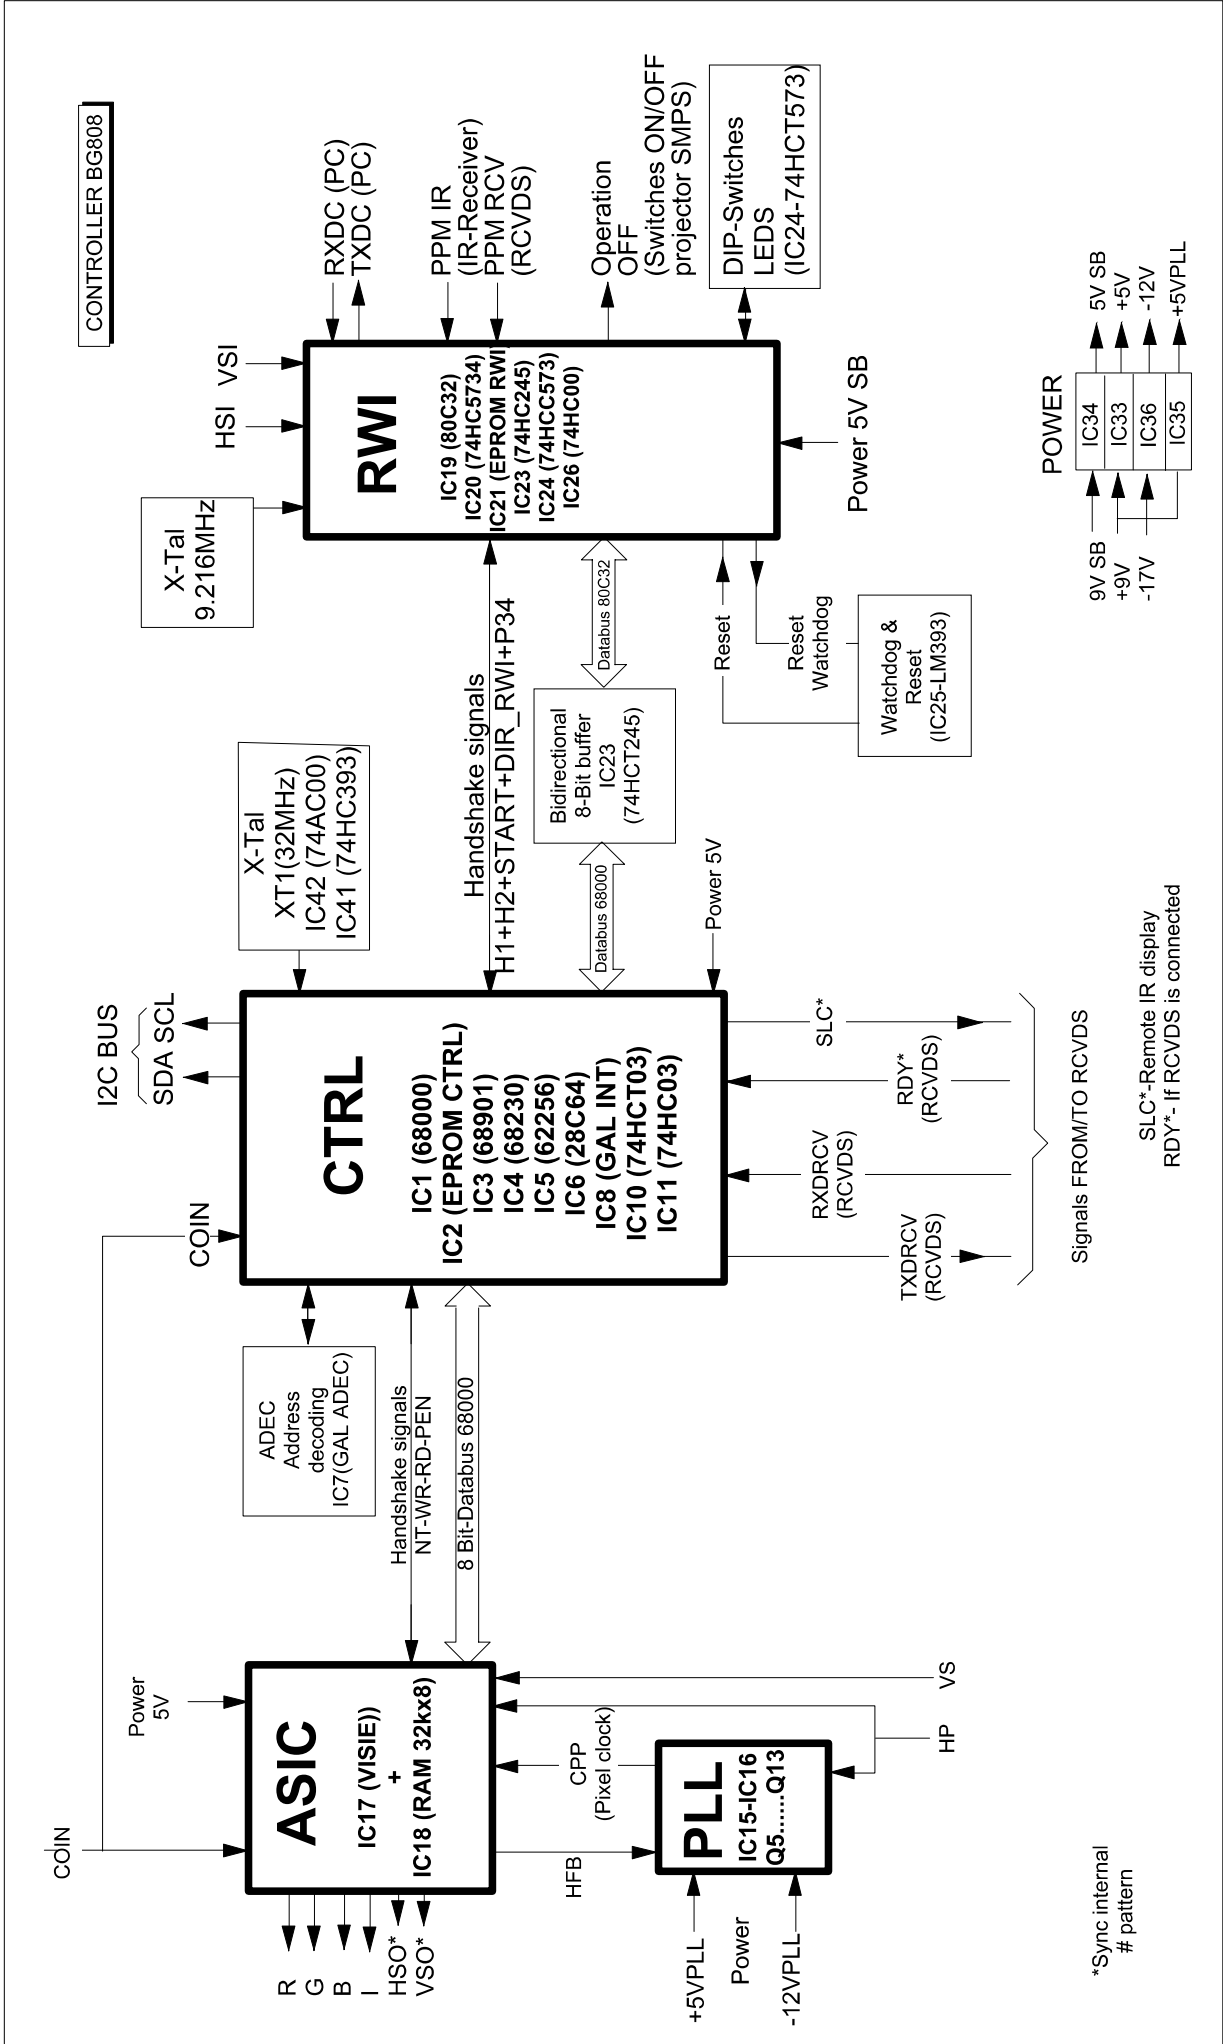 CONTROLLER BG808
COIN
Power
5V
ASIC
IC17 (VISIE))
+
IC18 (RAM 32kx8)
R
G
B
I
HSO*
VSO*
HFB
CPP
(Pixel clock)
PLL
IC15-IC16
Q5......Q13
+5VPLL
Power
-12VPLL
HP
VS
*Sync internal
# pattern
ADEC
Address
decoding
IC7(GAL ADEC)
Handshake signals
NT-WR-RD-PEN
8 Bit-Databus 68000
COIN
I2C BUS
SDA SCL
X-Tal
XT1(32MHz)
IC42 (74AC00)
IC41 (74HC393)
CTRL
IC1 (68000)
IC2 (EPROM CTRL)
IC3 (68901)
IC4 (68230)
IC5 (62256)
IC6 (28C64)
IC8 (GAL INT)
IC10 (74HCT03)
IC11 (74HC03)
TXDRCV
(RCVDS)
RXDRCV
(RCVDS)
RDY*
(RCVDS)
SLC*
Power 5V
Signals FROM/TO RCVDS
SLC*-Remote IR display
RDY*- If RCVDS is connected
Handshake signals
H1+H2+START+DIR_RWI+P34
Databus 68000
Bidirectional
8-Bit buffer
IC23
(74HCT245)
Databus 80C32
X-Tal
9.216MHz
HSI
VSI
RWI
IC19 (80C32)
IC20 (74HC5734)
IC21 (EPROM RWI)
IC23 (74HC245)
IC24 (74HCC573)
IC26 (74HC00)
RXDC (PC)
TXDC (PC)
PPM IR
(IR-Receiver)
PPM RCV
(RCVDS)
Operation
OFF
(Switches ON/OFF
projector SMPS)
DIP-Switches
LEDS
(IC24-74HCT573)
Reset
Reset
Watchdog
Watchdog &
Reset
(IC25-LM393)
Power 5V SB
POWER
9V SB
+9V
-17V
IC34
IC33
IC36
IC35
5V SB
+5V
-12V
+5VPLL